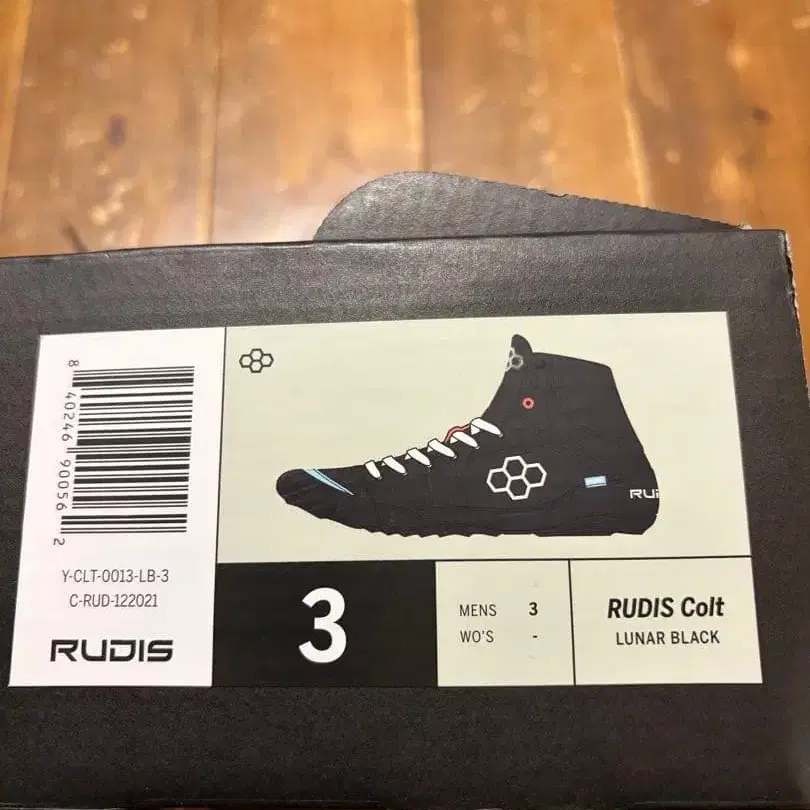 8 40246 90056 2
Y-CLT-0013-LB-3
C-RUD-122021
RUDIS
RUDI
3
MENS 3
WO'S -
RUDIS Colt
LUNAR BLACK